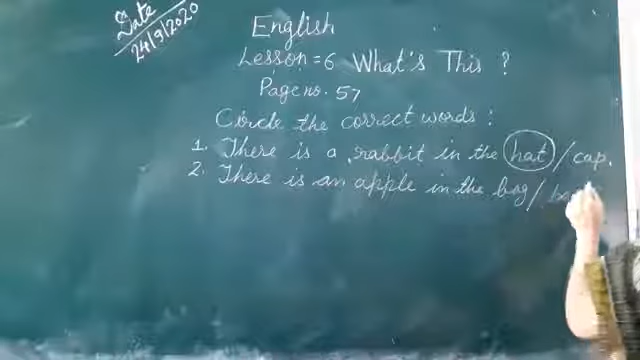 Date
24/9/2020
English
Lesson = 6 What's This ?
Page no. 57
Circle the correct words :
1. There is a rabbit in the hat / cap.
2. There is an apple in the bag /